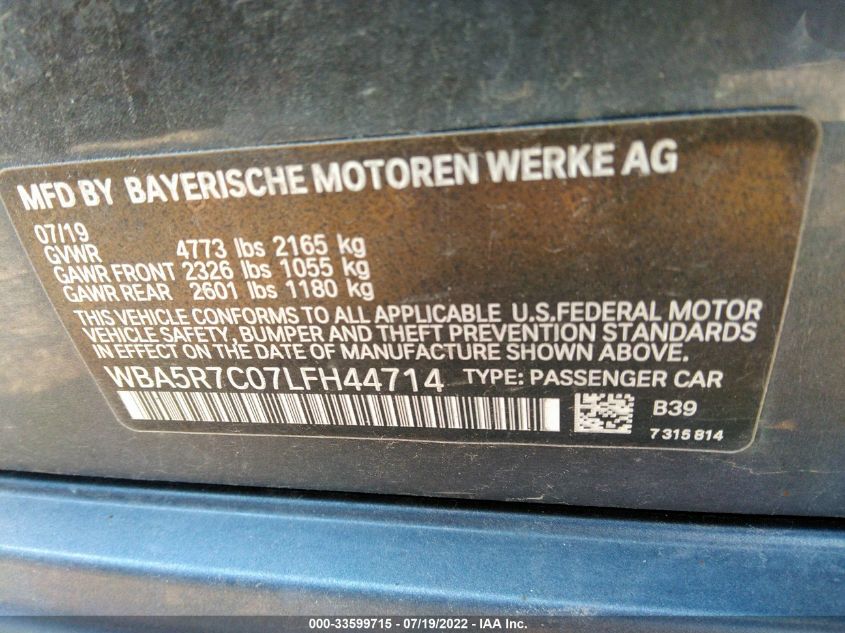 MFD BY BAYERISCHE MOTOREN WERKE AG
07/19
GVWR 4773 lbs 2165 kg
GAWR FRONT 2326 lbs 1055 kg
GAWR REAR 2601 lbs 1180 kg
THIS VEHICLE CONFORMS TO ALL APPLICABLE U.S.FEDERAL MOTOR
VEHICLE SAFETY, BUMPER AND THEFT PREVENTION STANDARDS
IN EFFECT ON THE DATE OF MANUFACTURE SHOWN ABOVE.
WBA5R7C07LFH44714 TYPE: PASSENGER CAR
B39
7 315 814
000-33599715 - 07/19/2022 - IAA Inc.